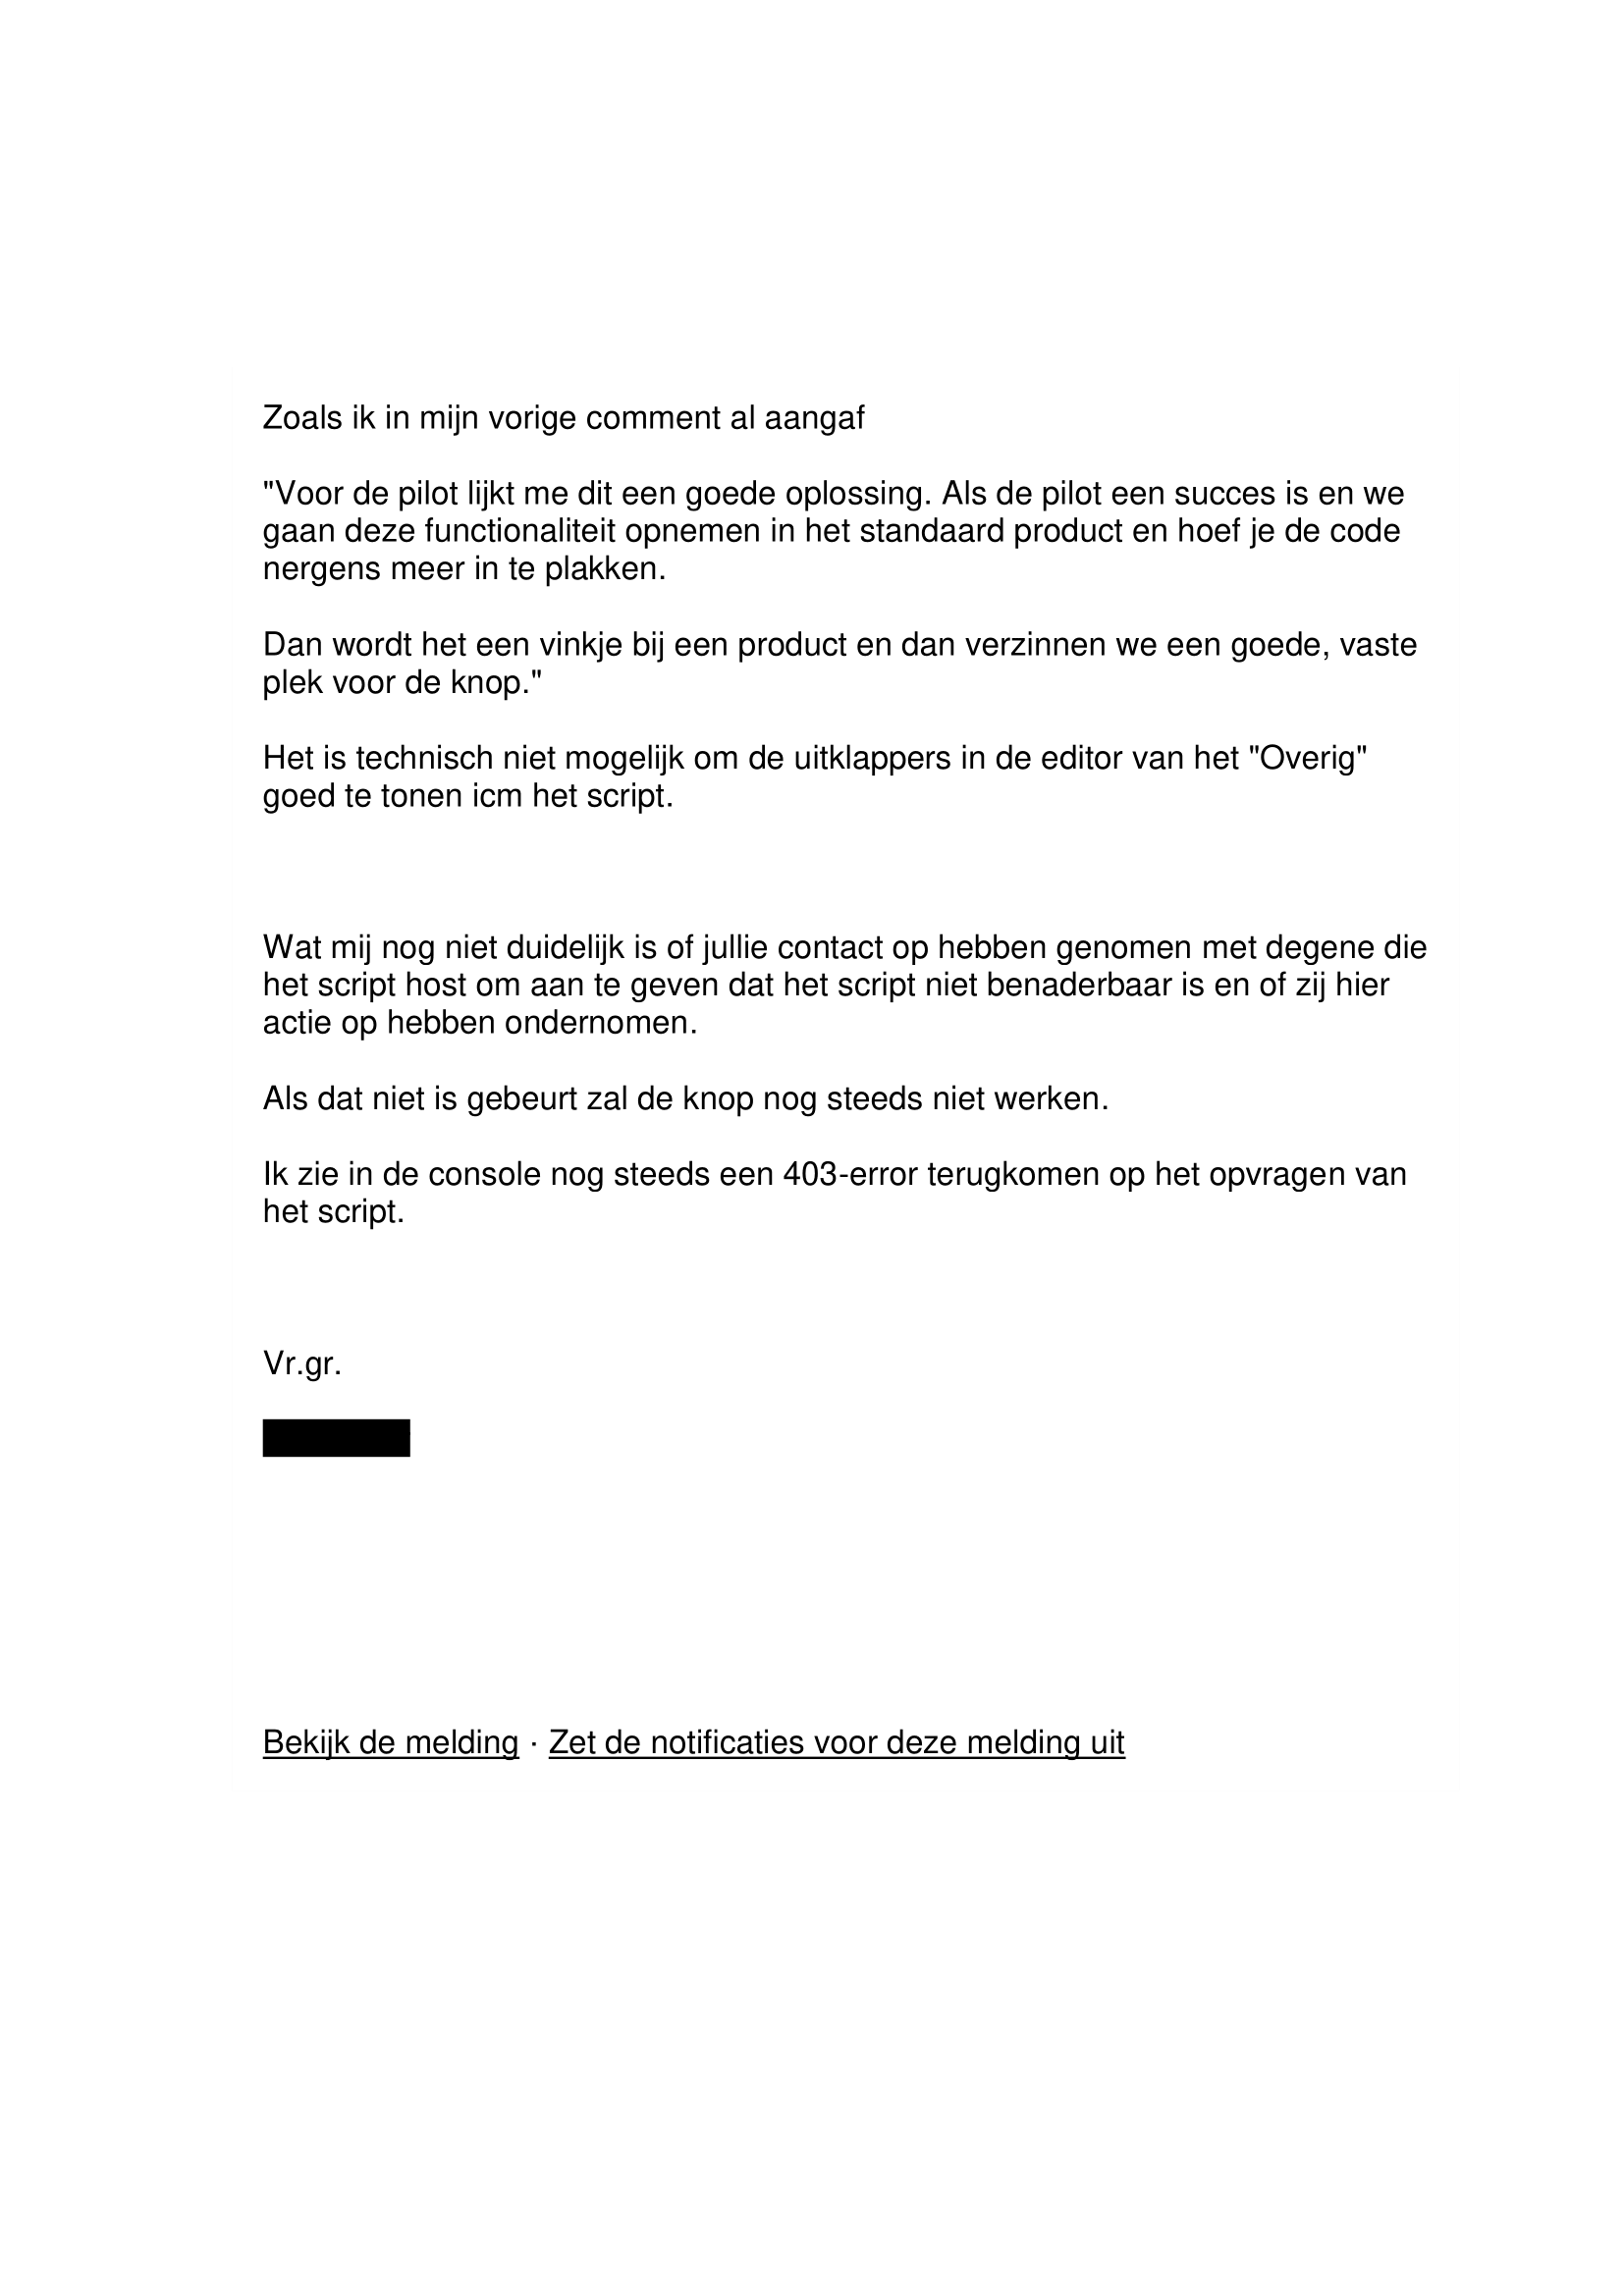 Zoals ik in mijn vorige comment al aangaf
"Voor de pilot lijkt me dit een goede oplossing. Als de pilot een succes is en we
gaan deze functionaliteit opnemen in het standaard product en hoef je de code
nergens meer in te plakken.
Dan wordt het een vinkje bij een product en dan verzinnen we een goede, vaste
plek voor de knop."
Het is technisch niet mogelijk om de uitklappers in de editor van het "Overig"
goed te tonen icm het script.
Wat mij nog niet duidelijk is of jullie contact op hebben genomen met degene die
het script host om aan te geven dat het script niet benaderbaar is en of zij hier
actie op hebben ondernomen.
Als dat niet is gebeurt zal de knop nog steeds niet werken.
Ik zie in de console nog steeds een 403-error terugkomen op het opvragen van
het script.
Vr.gr.
Bekijk de melding · Zet de notificaties voor deze melding uit